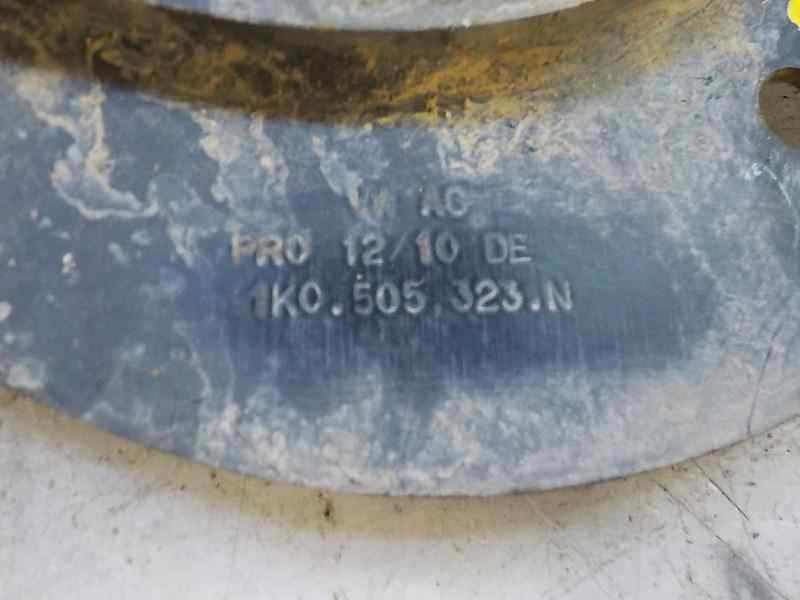 VW AG
PRO 12/10 DE
1K0.505.323.N